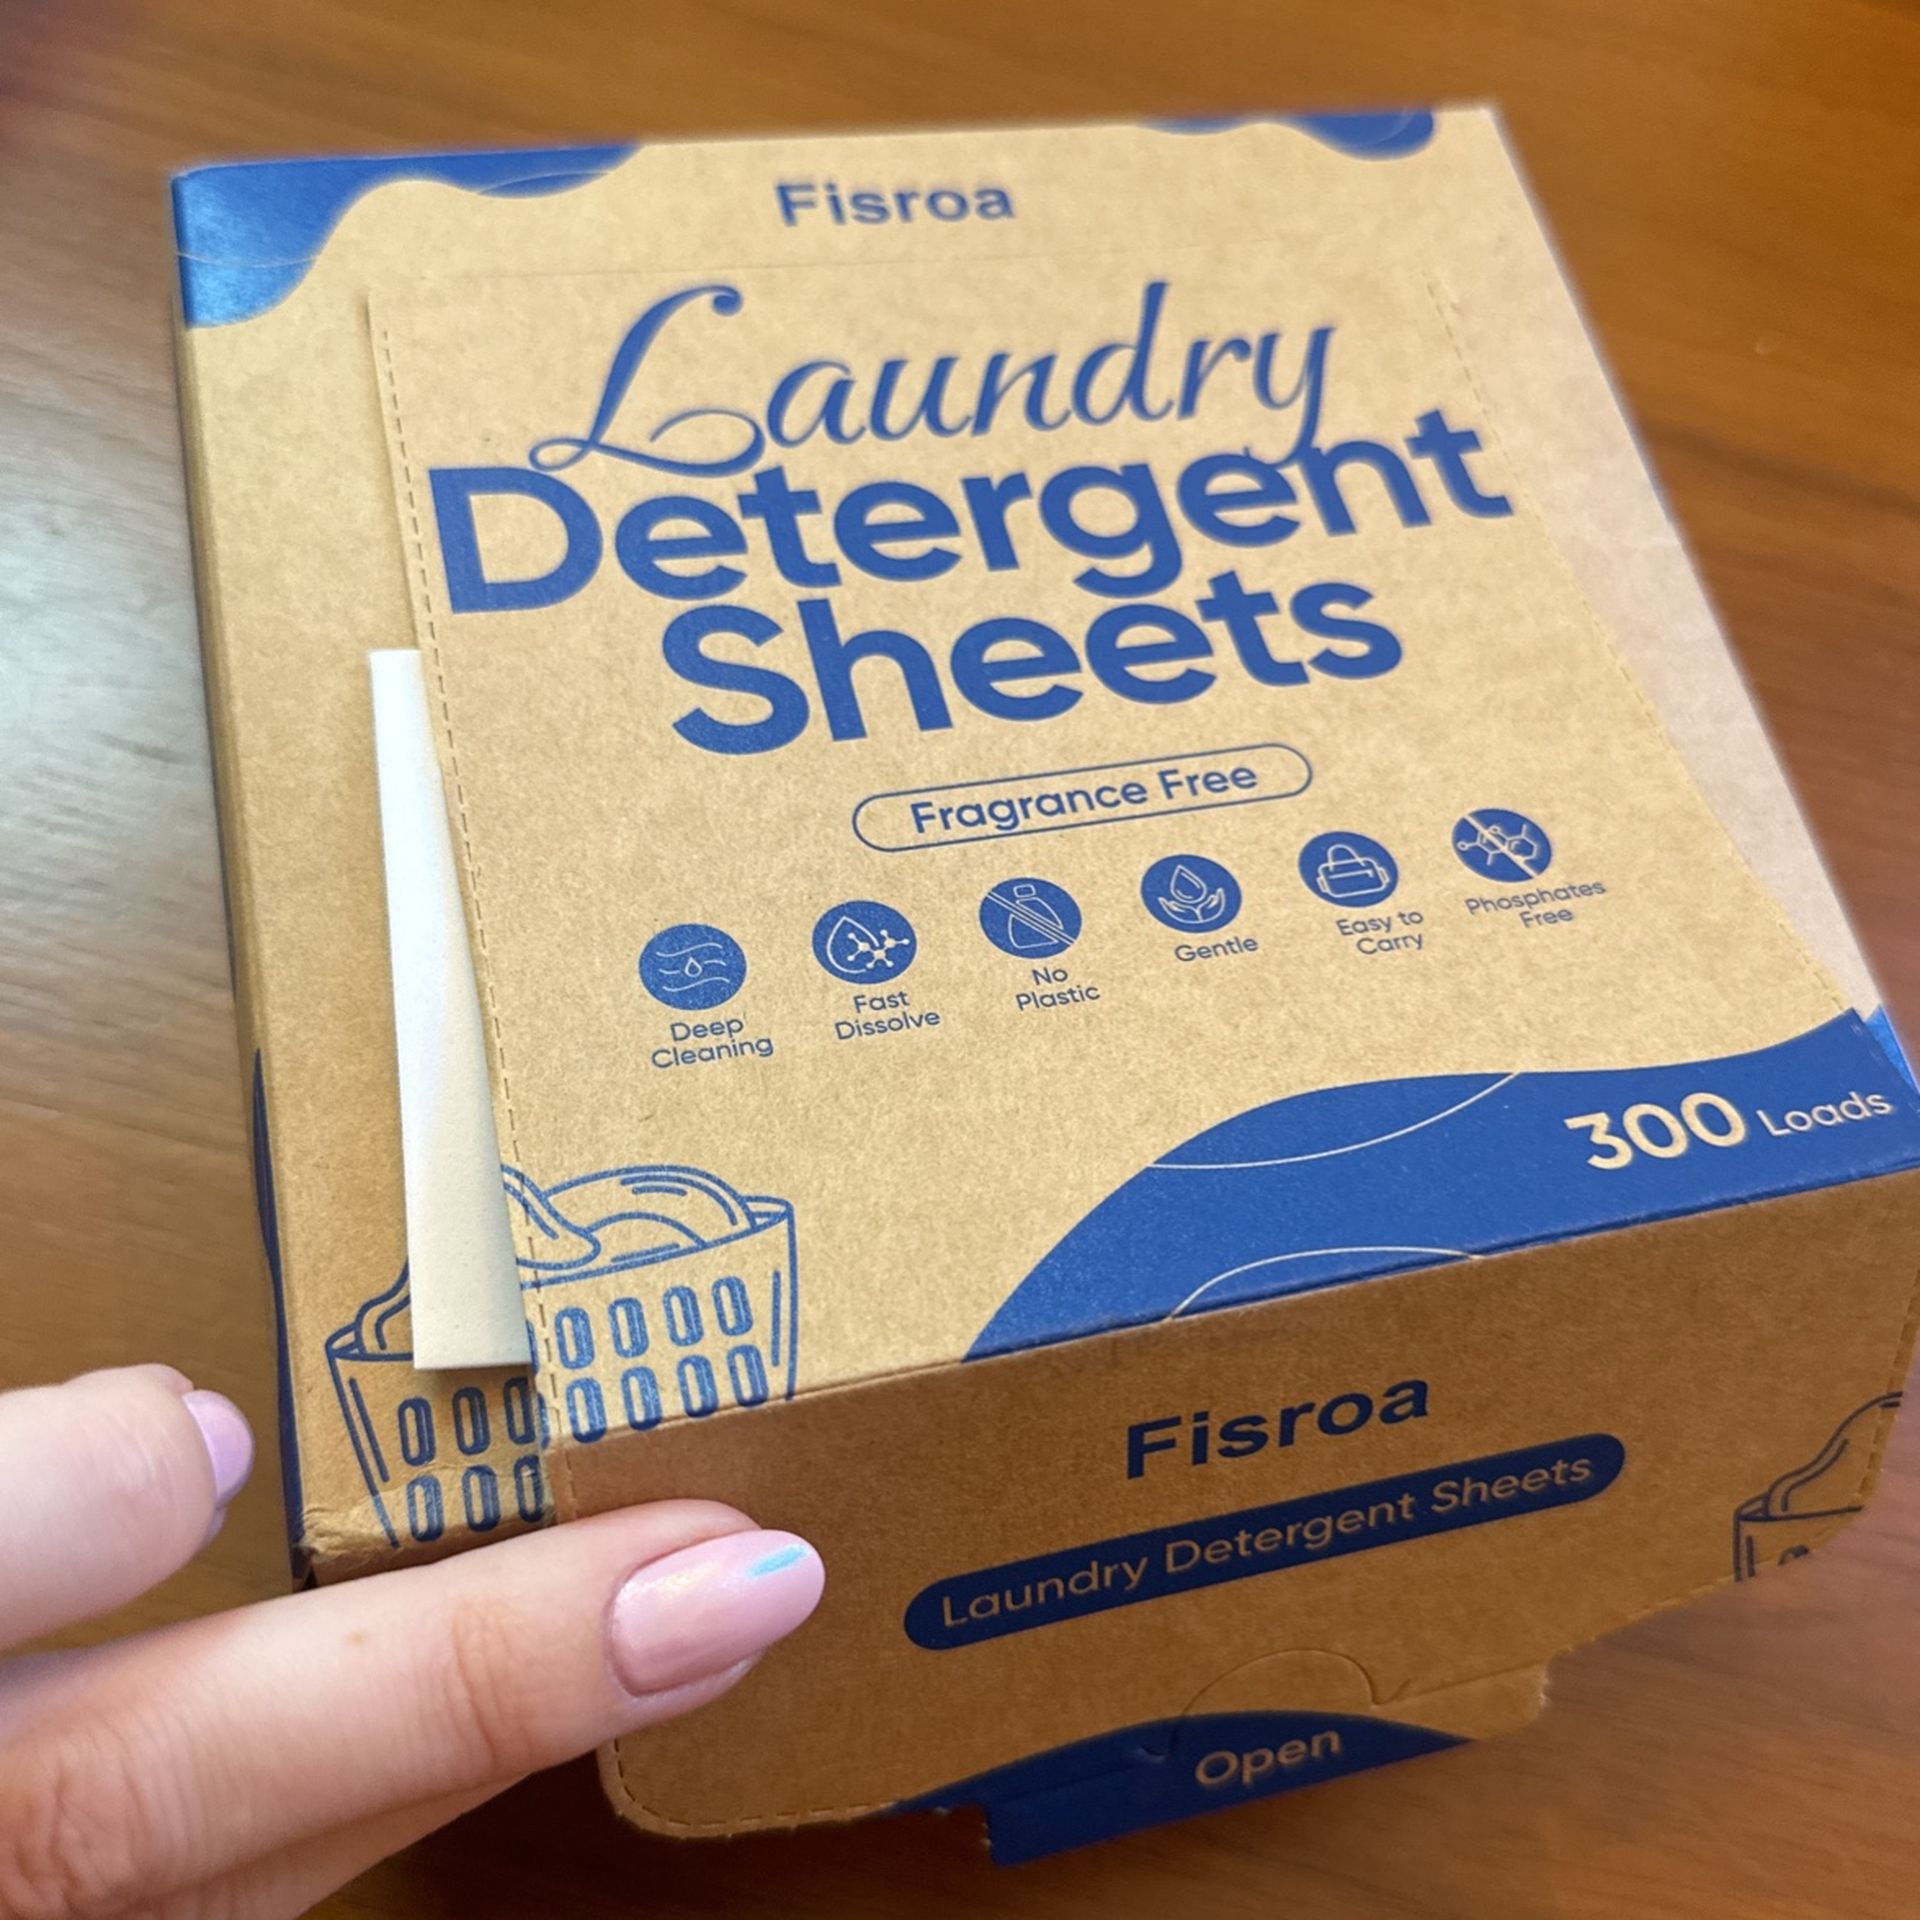 Fisroa
Laundry
Detergent
Sheets
Fragrance Free
Deep
Cleaning
Fast
Dissolve
No
Plastic
Gentle
Easy to
Carry
Phosphates
Free
300 Loads
Fisroa
Laundry Detergent Sheets
Open